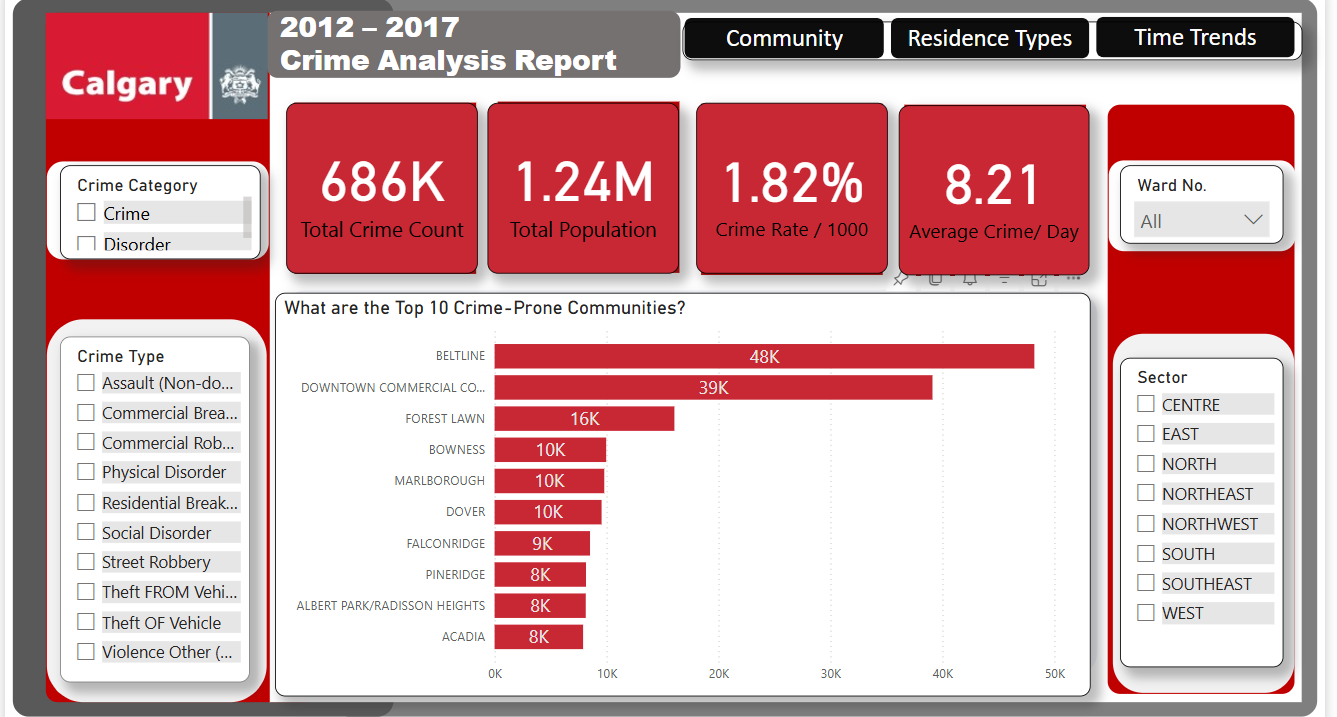 Calgary
2012 – 2017
Crime Analysis Report
Community
Residence Types
Time Trends
686K
Total Crime Count
1.24M
Total Population
1.82%
Crime Rate / 1000
8.21
Average Crime/ Day
Crime Category
Crime
Disorder
Ward No.
All
Crime Type
Assault (Non-do...
Commercial Brea...
Commercial Rob...
Physical Disorder
Residential Break...
Social Disorder
Street Robbery
Theft FROM Vehi...
Theft OF Vehicle
Violence Other (...
What are the Top 10 Crime-Prone Communities?
BELTLINE 48K
DOWNTOWN COMMERCIAL CO... 39K
FOREST LAWN 16K
BOWNESS 10K
MARLBOROUGH 10K
DOVER 10K
FALCONRIDGE 9K
PINERIDGE 8K
ALBERT PARK/RADISSON HEIGHTS 8K
ACADIA 8K
0K 10K 20K 30K 40K 50K
Sector
CENTRE
EAST
NORTH
NORTHEAST
NORTHWEST
SOUTH
SOUTHEAST
WEST